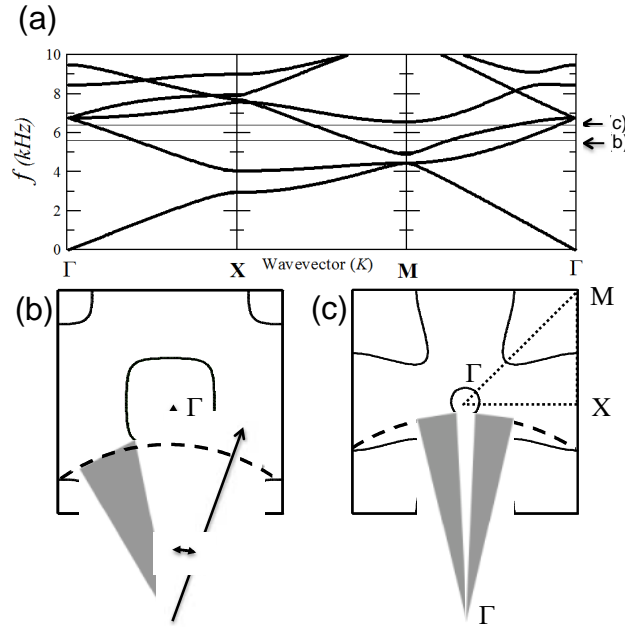 (a)
10
8
6
4
2
0
f (kHz)
c)
b)
Γ
X
Wavevector (K)
M
Γ
(b)
Γ
(c)
M
Γ
X
Γ